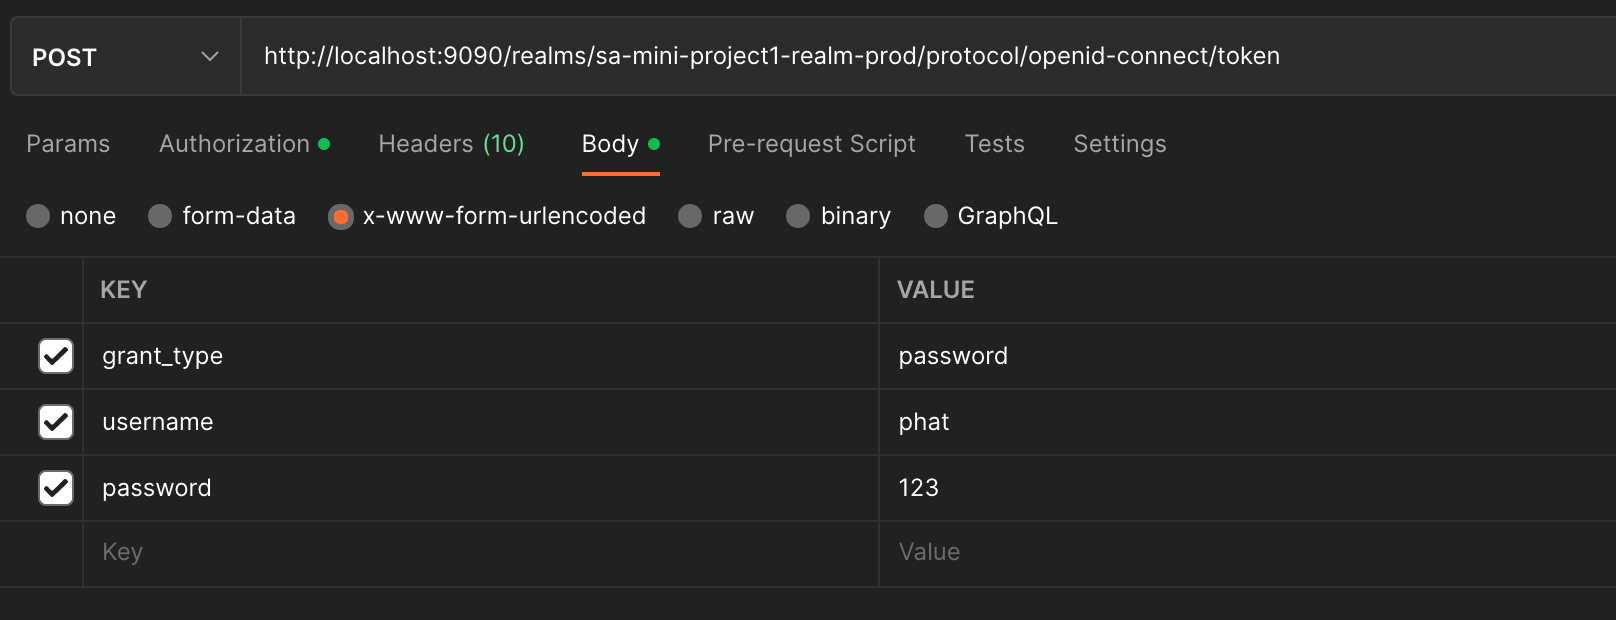 POST http://localhost:9090/realms/sa-mini-project1-realm-prod/protocol/openid-connect/token
Params Authorization Headers (10) Body Pre-request Script Tests Settings
none form-data x-www-form-urlencoded raw binary GraphQL
KEY VALUE
grant_type password
username phat
password 123
Key Value